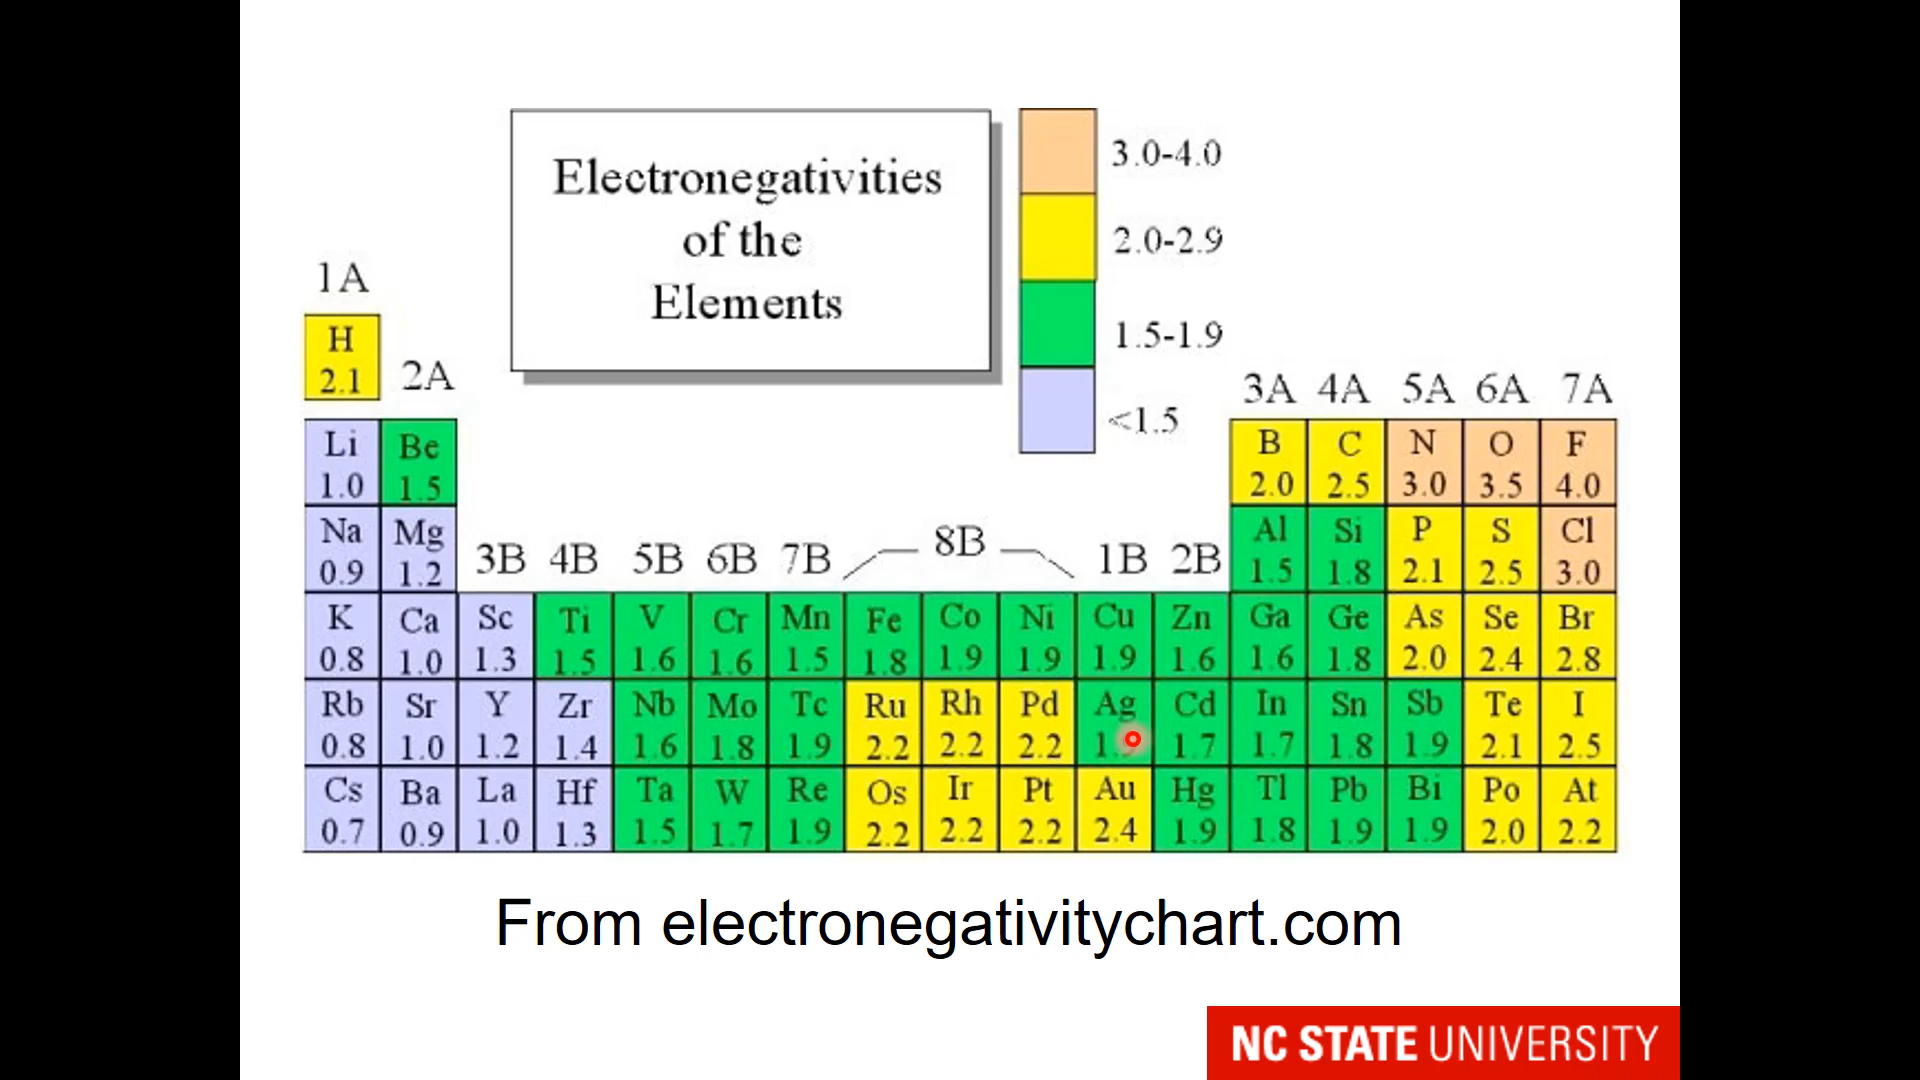 Electronegativities
of the
Elements
3.0-4.0
2.0-2.9
1.5-1.9
<1.5
1A
2A
3A 4A 5A 6A 7A
3B 4B 5B 6B 7B 8B 1B 2B
H
2.1
Li Be B C N O F
1.0 1.5 2.0 2.5 3.0 3.5 4.0
Na Mg Al Si P S Cl
0.9 1.2 1.5 1.8 2.1 2.5 3.0
K Ca Sc Ti V Cr Mn Fe Co Ni Cu Zn Ga Ge As Se Br
0.8 1.0 1.3 1.5 1.6 1.6 1.5 1.8 1.9 1.9 1.9 1.6 1.6 1.8 2.0 2.4 2.8
Rb Sr Y Zr Nb Mo Tc Ru Rh Pd Ag Cd In Sn Sb Te I
0.8 1.0 1.2 1.4 1.6 1.8 1.9 2.2 2.2 2.2 1.7 1.7 1.8 1.9 2.1 2.5
Cs Ba La Hf Ta W Re Os Ir Pt Au Hg Tl Pb Bi Po At
0.7 0.9 1.0 1.3 1.5 1.7 1.9 2.2 2.2 2.2 2.4 1.9 1.8 1.9 1.9 2.0 2.2
From electronegativitychart.com
NC STATE UNIVERSITY